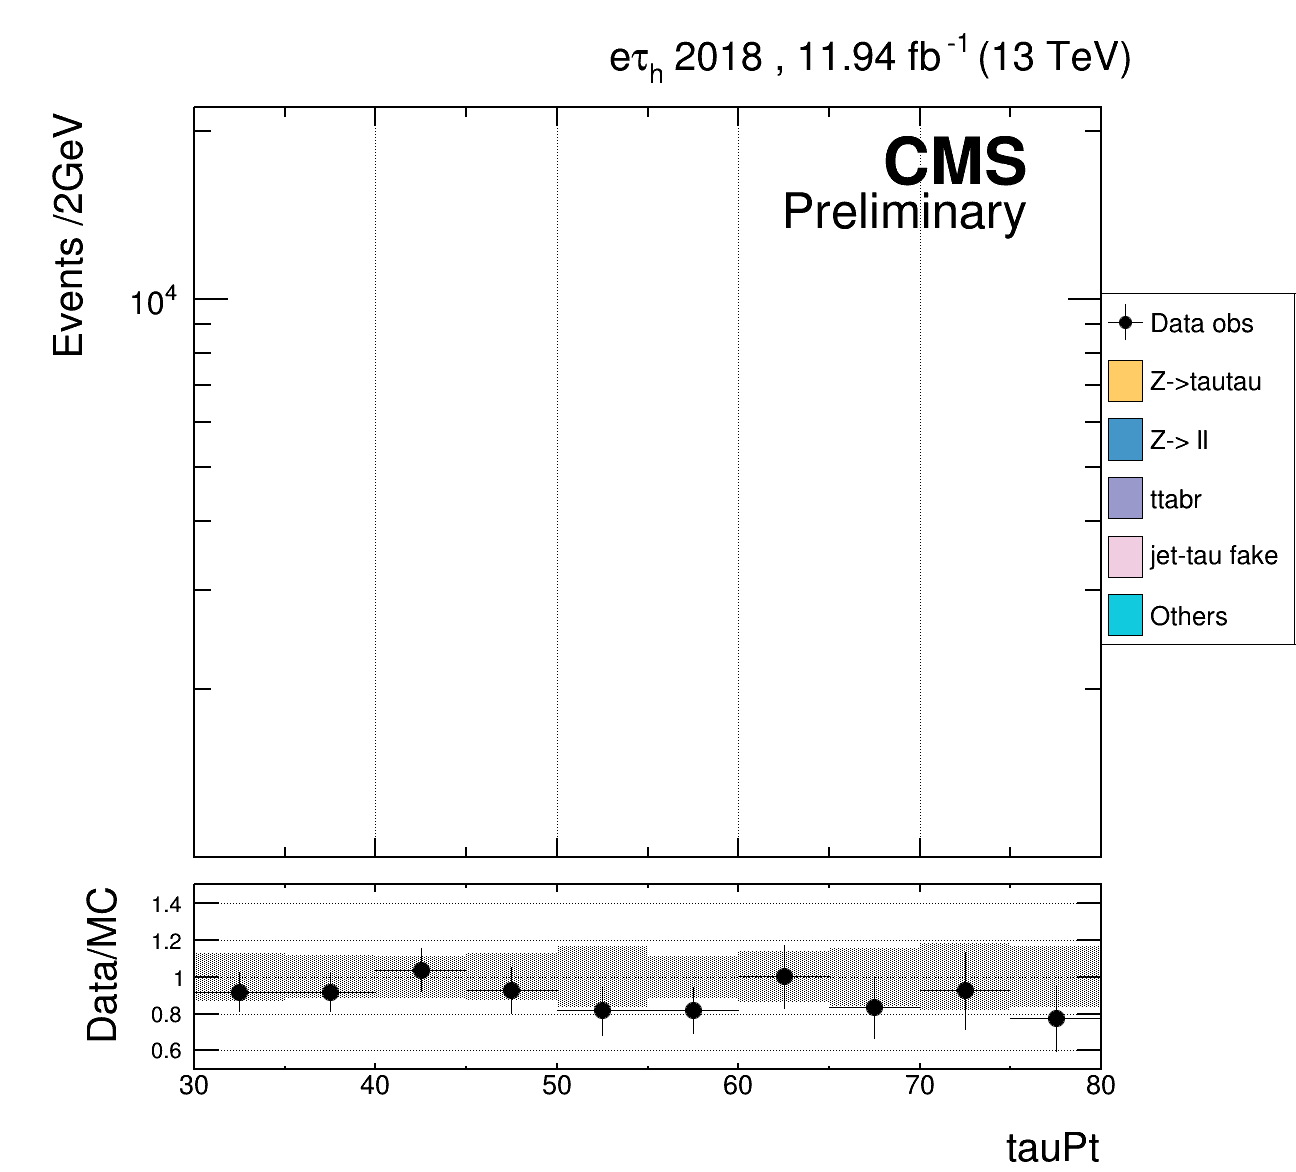 eτh 2018 , 11.94 fb-1 (13 TeV)
Events /2GeV
CMS
Preliminary
10^4
Data obs
Z->tautau
Z-> ll
ttabr
jet-tau fake
Others
Data/MC
1.4
1.2
1
0.8
0.6
30 40 50 60 70 80
tauPt